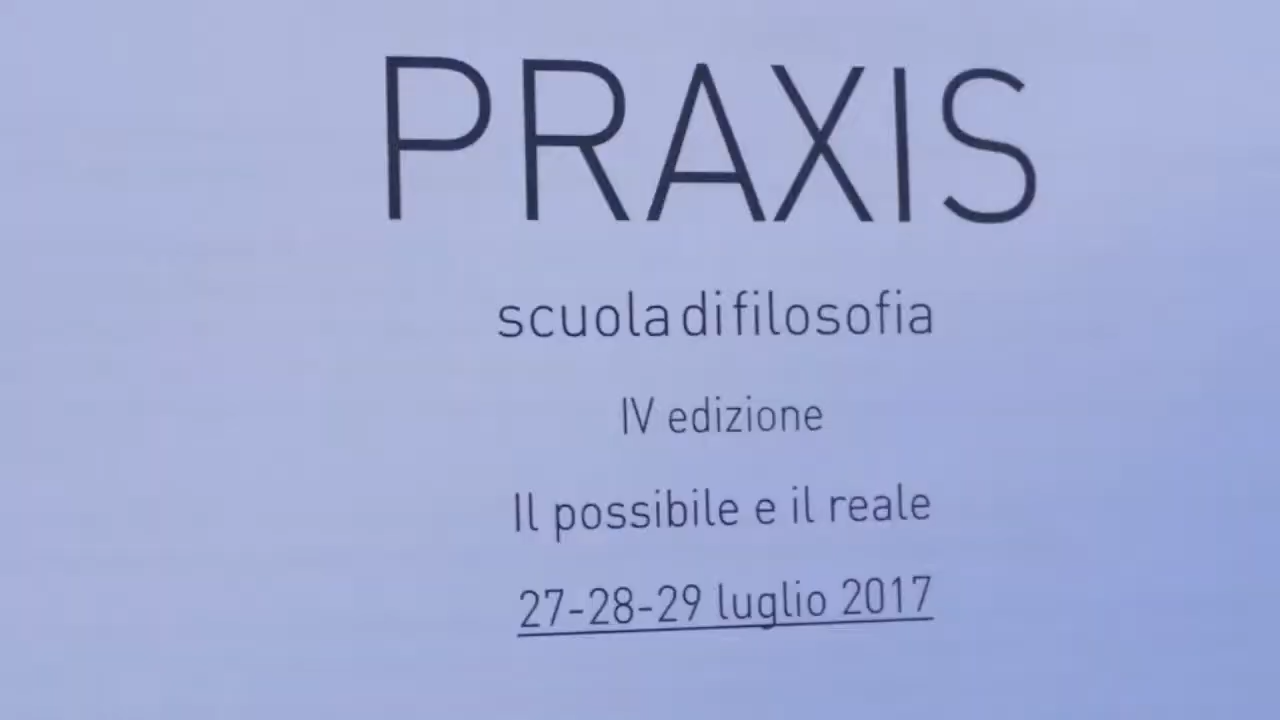 PRAXIS
scuola di filosofia
IV edizione
Il possibile e il reale
27-28-29 luglio 2017